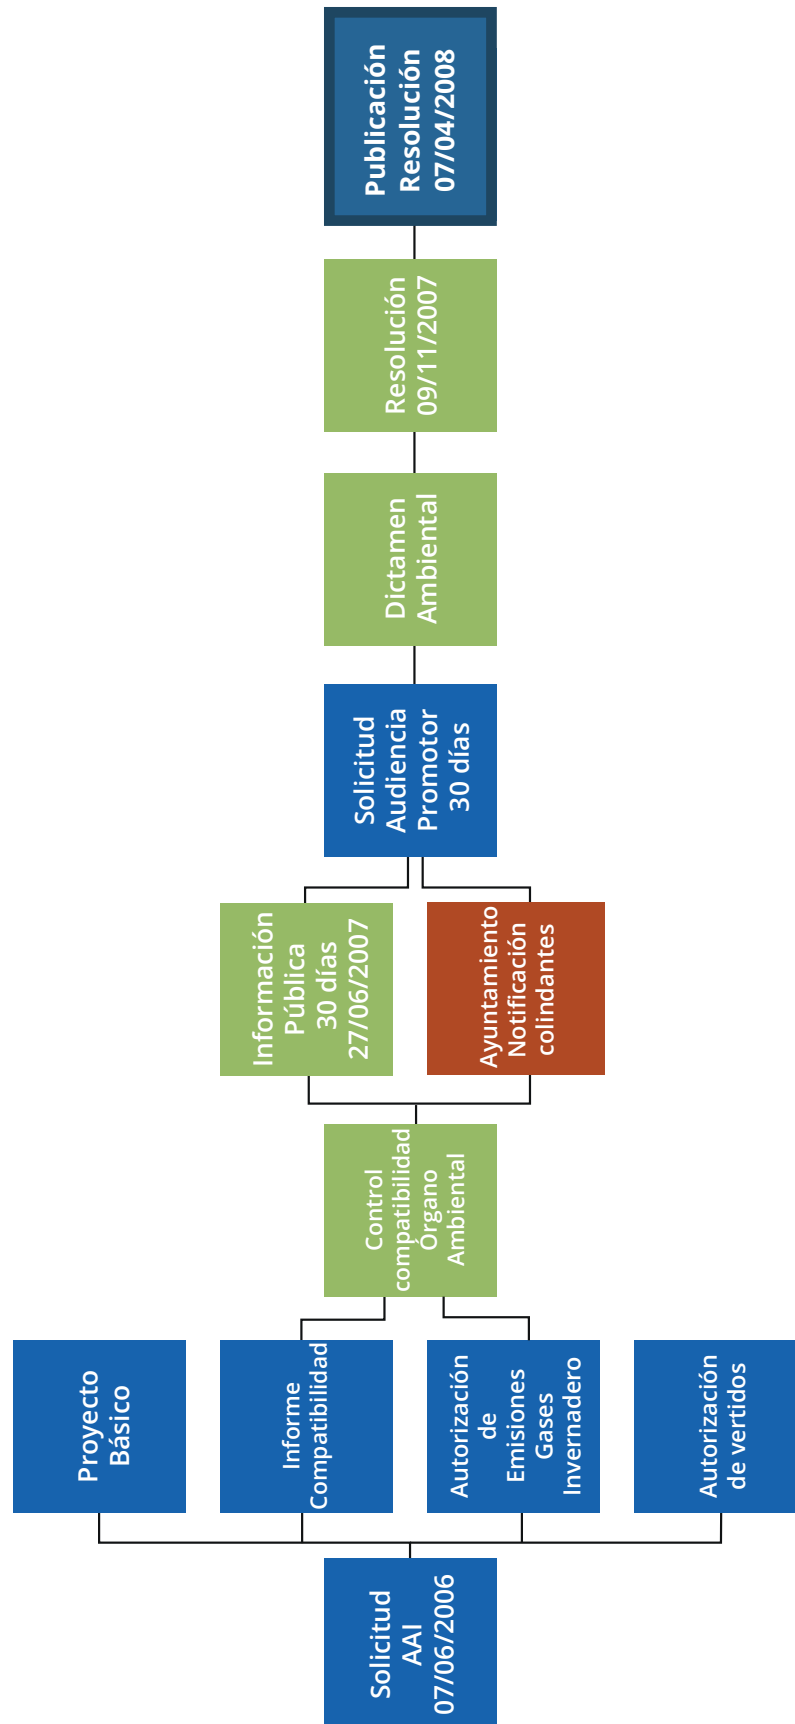 Solicitud
AAI
07/06/2006
Proyecto
Básico
Informe
Compatibilidad
Autorización
de
Emisiones
Gases
Invernadero
Autorización
de vertidos
Control
compatibilidad
Órgano
Ambiental
Información
Pública
30 días
27/06/2007
Ayuntamiento
Notificación
colindantes
Solicitud
Audiencia
Promotor
30 días
Dictamen
Ambiental
Resolución
09/11/2007
Publicación
Resolución
07/04/2008